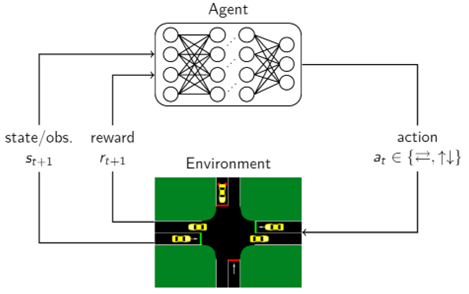 Agent
state/obs.
s_{t+1}
reward
r_{t+1}
action
a_t ∈ {⇄, ↑↓}
Environment